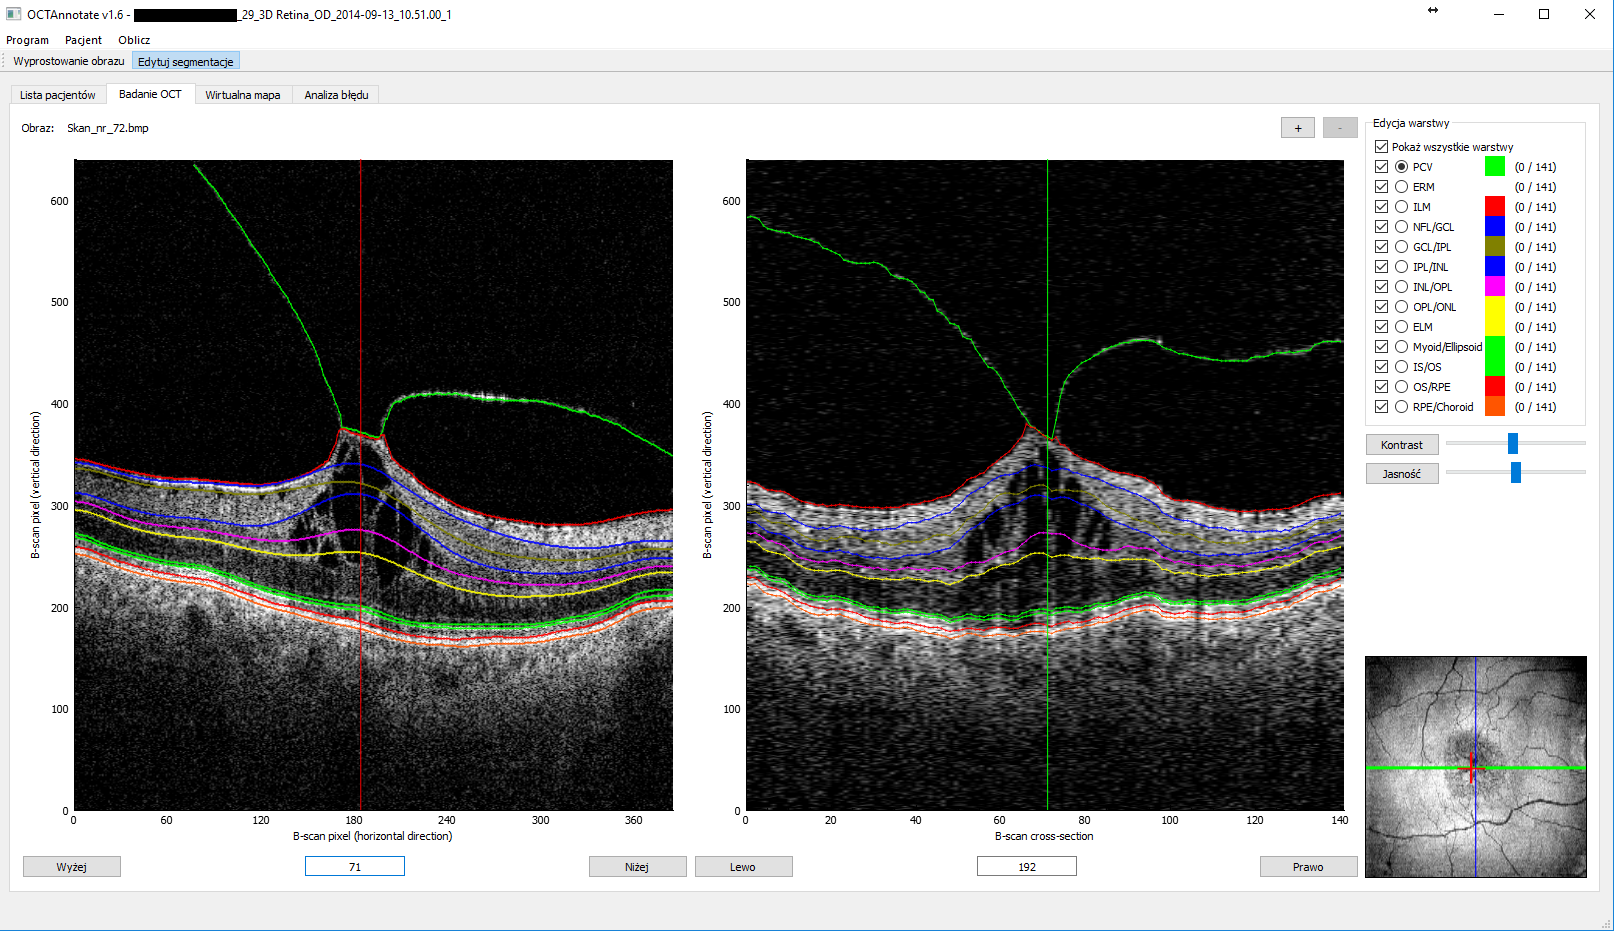 OCTAnnotate v1.6 - _29_3D Retina_OD_2014-09-13_10.51.00_1
Program Pacjent Oblicz
Wyprostowanie obrazu Edytuj segmentacje
Lista pacjentów Badanie OCT Wirtualna mapa Analiza błędu
Obraz: Skan_nr_72.bmp
+ -
B-scan pixel (vertical direction)
600
500
400
300
200
100
0
0 60 120 180 240 300 360
B-scan pixel (horizontal direction)
B-scan pixel (vertical direction)
600
500
400
300
200
100
0
0 20 40 60 80 100 120 140
B-scan cross-section
Wyżej 71 Niżej Lewo 192 Prawo
Edycja warstwy
Pokaż wszystkie warstwy
PCV (0 / 141)
ERM (0 / 141)
ILM (0 / 141)
NFL/GCL (0 / 141)
GCL/IPL (0 / 141)
IPL/INL (0 / 141)
INL/OPL (0 / 141)
OPL/ONL (0 / 141)
ELM (0 / 141)
Myoid/Ellipsoid (0 / 141)
IS/OS (0 / 141)
OS/RPE (0 / 141)
RPE/Choroid (0 / 141)
Kontrast
Jasność